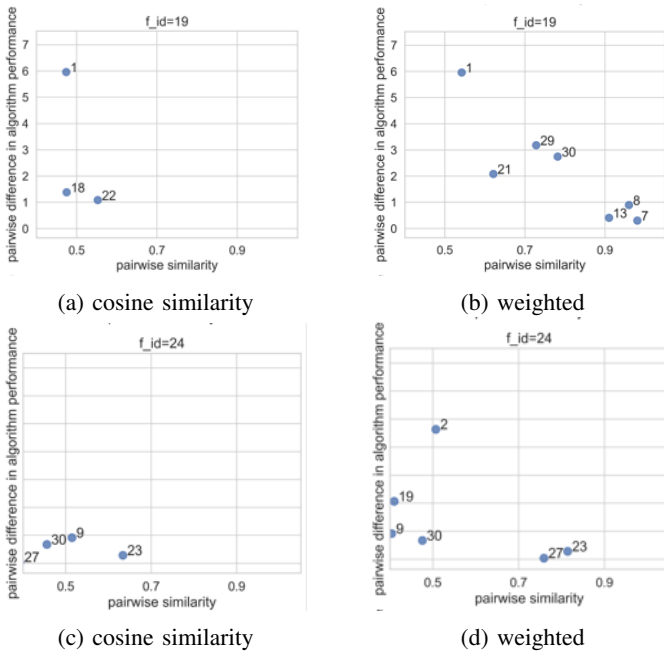 f_id=19
pairwise difference in algorithm performance
7
6
5
4
3
2
1
0
1
18
22
0.5 0.7 0.9
pairwise similarity
(a) cosine similarity
f_id=19
pairwise difference in algorithm performance
7
6
5
4
3
2
1
0
1
29
30
21
8
13
7
0.5 0.7 0.9
pairwise similarity
(b) weighted
f_id=24
pairwise difference in algorithm performance
30
9
27
23
0.5 0.7 0.9
pairwise similarity
(c) cosine similarity
f_id=24
pairwise difference in algorithm performance
2
19
9
30
27
23
0.5 0.7 0.9
pairwise similarity
(d) weighted